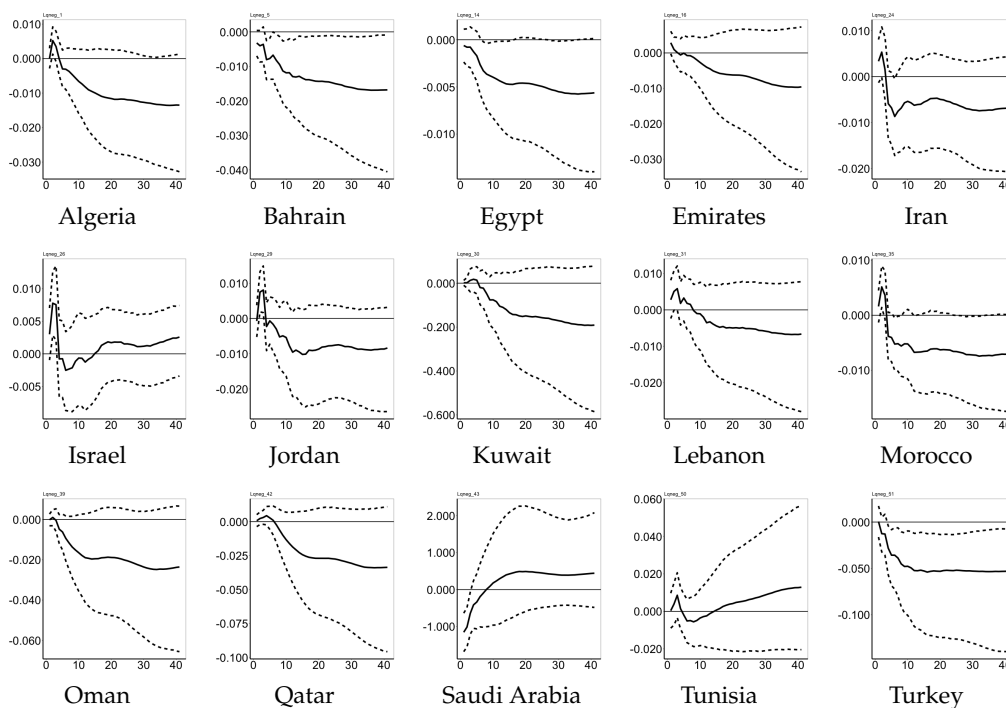 Lqneg_1 Lqneg_5 Lqneg_14 Lqneg_16 Lqneg_24
0.010 0.000 -0.010 -0.020 -0.030 0 10 20 30 40
0.000 -0.010 -0.020 -0.030 -0.040 0 10 20 30 40
0.000 -0.005 -0.010 0 10 20 30 40
0.000 -0.010 -0.020 -0.030 0 10 20 30 40
0.010 0.000 -0.010 -0.020 0 10 20 30 40
Algeria Bahrain Egypt Emirates Iran
Lqneg_26 Lqneg_29 Lqneg_30 Lqneg_31 Lqneg_35
0.010 0.005 0.000 -0.005 0 10 20 30 40
0.010 0.000 -0.010 -0.020 0 10 20 30 40
0.000 -0.200 -0.400 -0.600 0 10 20 30 40
0.010 0.000 -0.010 -0.020 0 10 20 30 40
0.010 0.000 -0.010 0 10 20 30 40
Israel Jordan Kuwait Lebanon Morocco
Lqneg_39 Lqneg_42 Lqneg_43 Lqneg_50 Lqneg_51
0.000 -0.020 -0.040 -0.060 0 10 20 30 40
0.000 -0.025 -0.050 -0.075 -0.100 0 10 20 30 40
2.000 1.000 0.000 -1.000 0 10 20 30 40
0.060 0.040 0.020 0.000 -0.020 0 10 20 30 40
0.000 -0.050 -0.100 0 10 20 30 40
Oman Qatar Saudi Arabia Tunisia Turkey